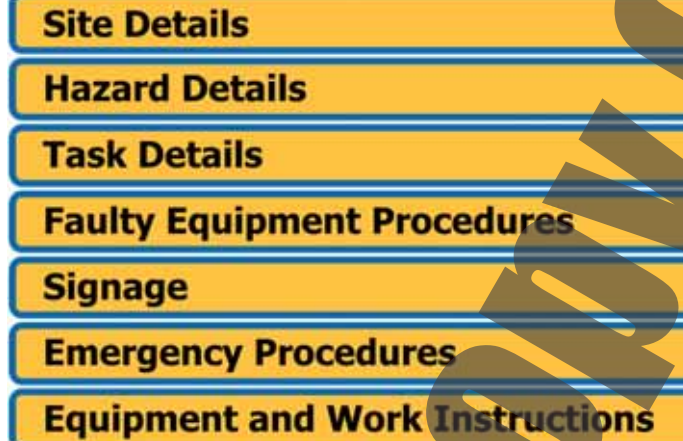 Site Details
Hazard Details
Task Details
Faulty Equipment Procedures
Signage
Emergency Procedures
Equipment and Work Instructions